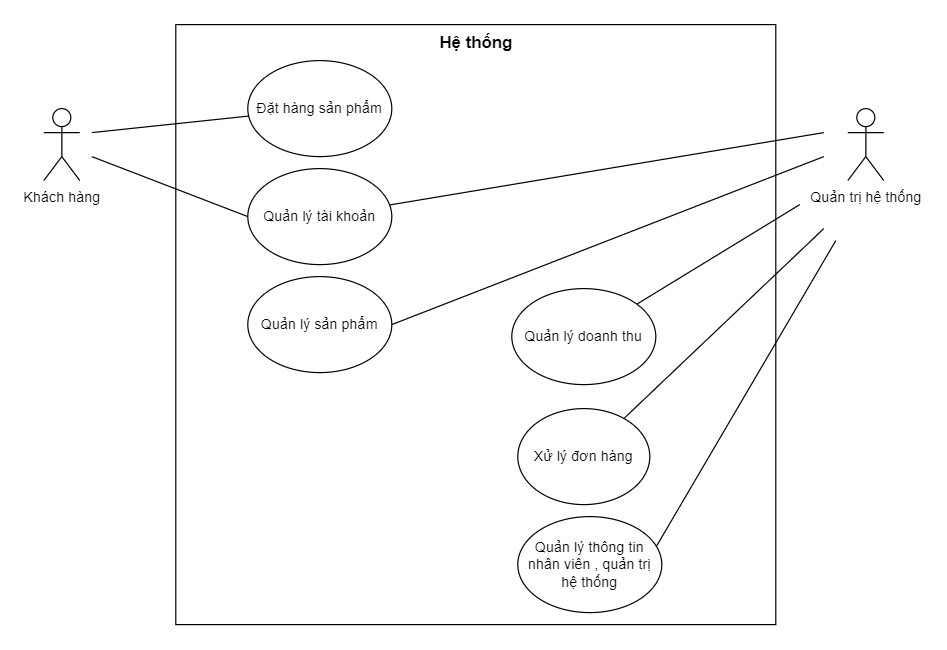 Hệ thống
Đặt hàng sản phẩm
Khách hàng
Quản lý tài khoản
Quản trị hệ thống
Quản lý sản phẩm
Quản lý doanh thu
Xử lý đơn hàng
Quản lý thông tin
nhân viên , quản trị
hệ thống